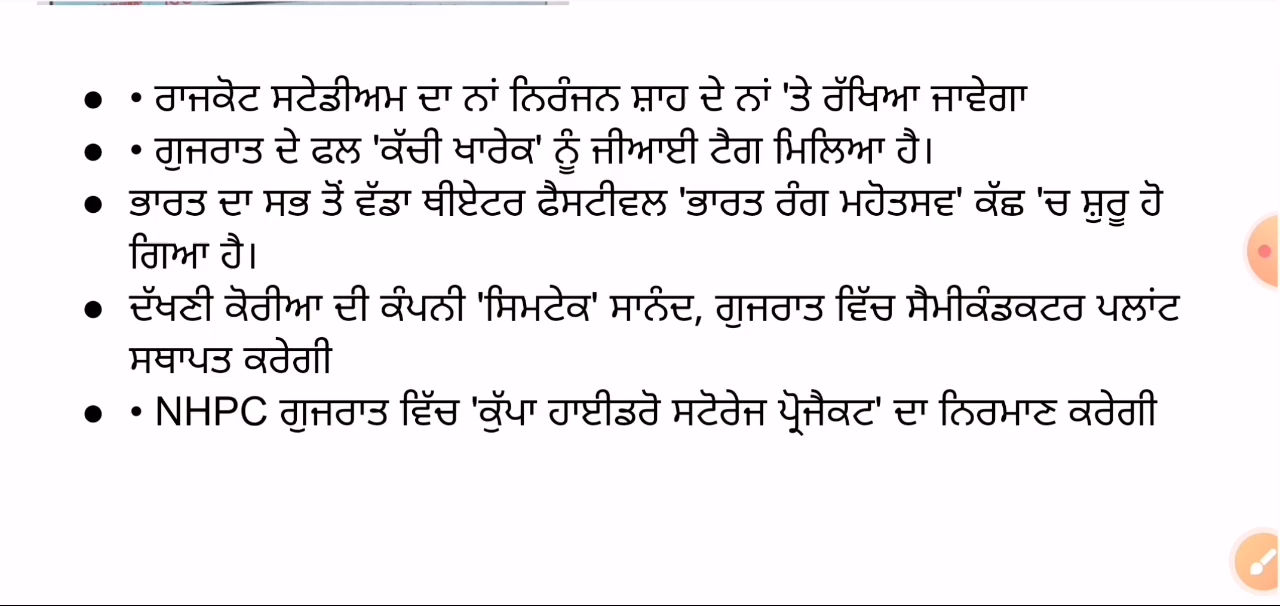 ● • ਰਾਜਕੋਟ ਸਟੇਡੀਅਮ ਦਾ ਨਾਂ ਨਿਰੰਜਨ ਸ਼ਾਹ ਦੇ ਨਾਂ 'ਤੇ ਰੱਖਿਆ ਜਾਵੇਗਾ
● • ਗੁਜਰਾਤ ਦੇ ਫਲ 'ਕੱਚੀ ਖਾਰੇਕ' ਨੂੰ ਜੀਆਈ ਟੈਗ ਮਿਲਿਆ ਹੈ।
● ਭਾਰਤ ਦਾ ਸਭ ਤੋਂ ਵੱਡਾ ਥੀਏਟਰ ਫੈਸਟੀਵਲ 'ਭਾਰਤ ਰੰਗ ਮਹੋਤਸਵ' ਕੱਛ 'ਚ ਸ਼ੁਰੂ ਹੋ
ਗਿਆ ਹੈ।
● ਦੱਖਣੀ ਕੋਰੀਆ ਦੀ ਕੰਪਨੀ 'ਸਿਮਟੇਕ' ਸਾਨੰਦ, ਗੁਜਰਾਤ ਵਿੱਚ ਸੈਮੀਕੰਡਕਟਰ ਪਲਾਂਟ
ਸਥਾਪਤ ਕਰੇਗੀ
● • NHPC ਗੁਜਰਾਤ ਵਿੱਚ 'ਕੁੱਪਾ ਹਾਈਡਰੋ ਸਟੋਰੇਜ ਪ੍ਰੋਜੈਕਟ' ਦਾ ਨਿਰਮਾਣ ਕਰੇਗੀ